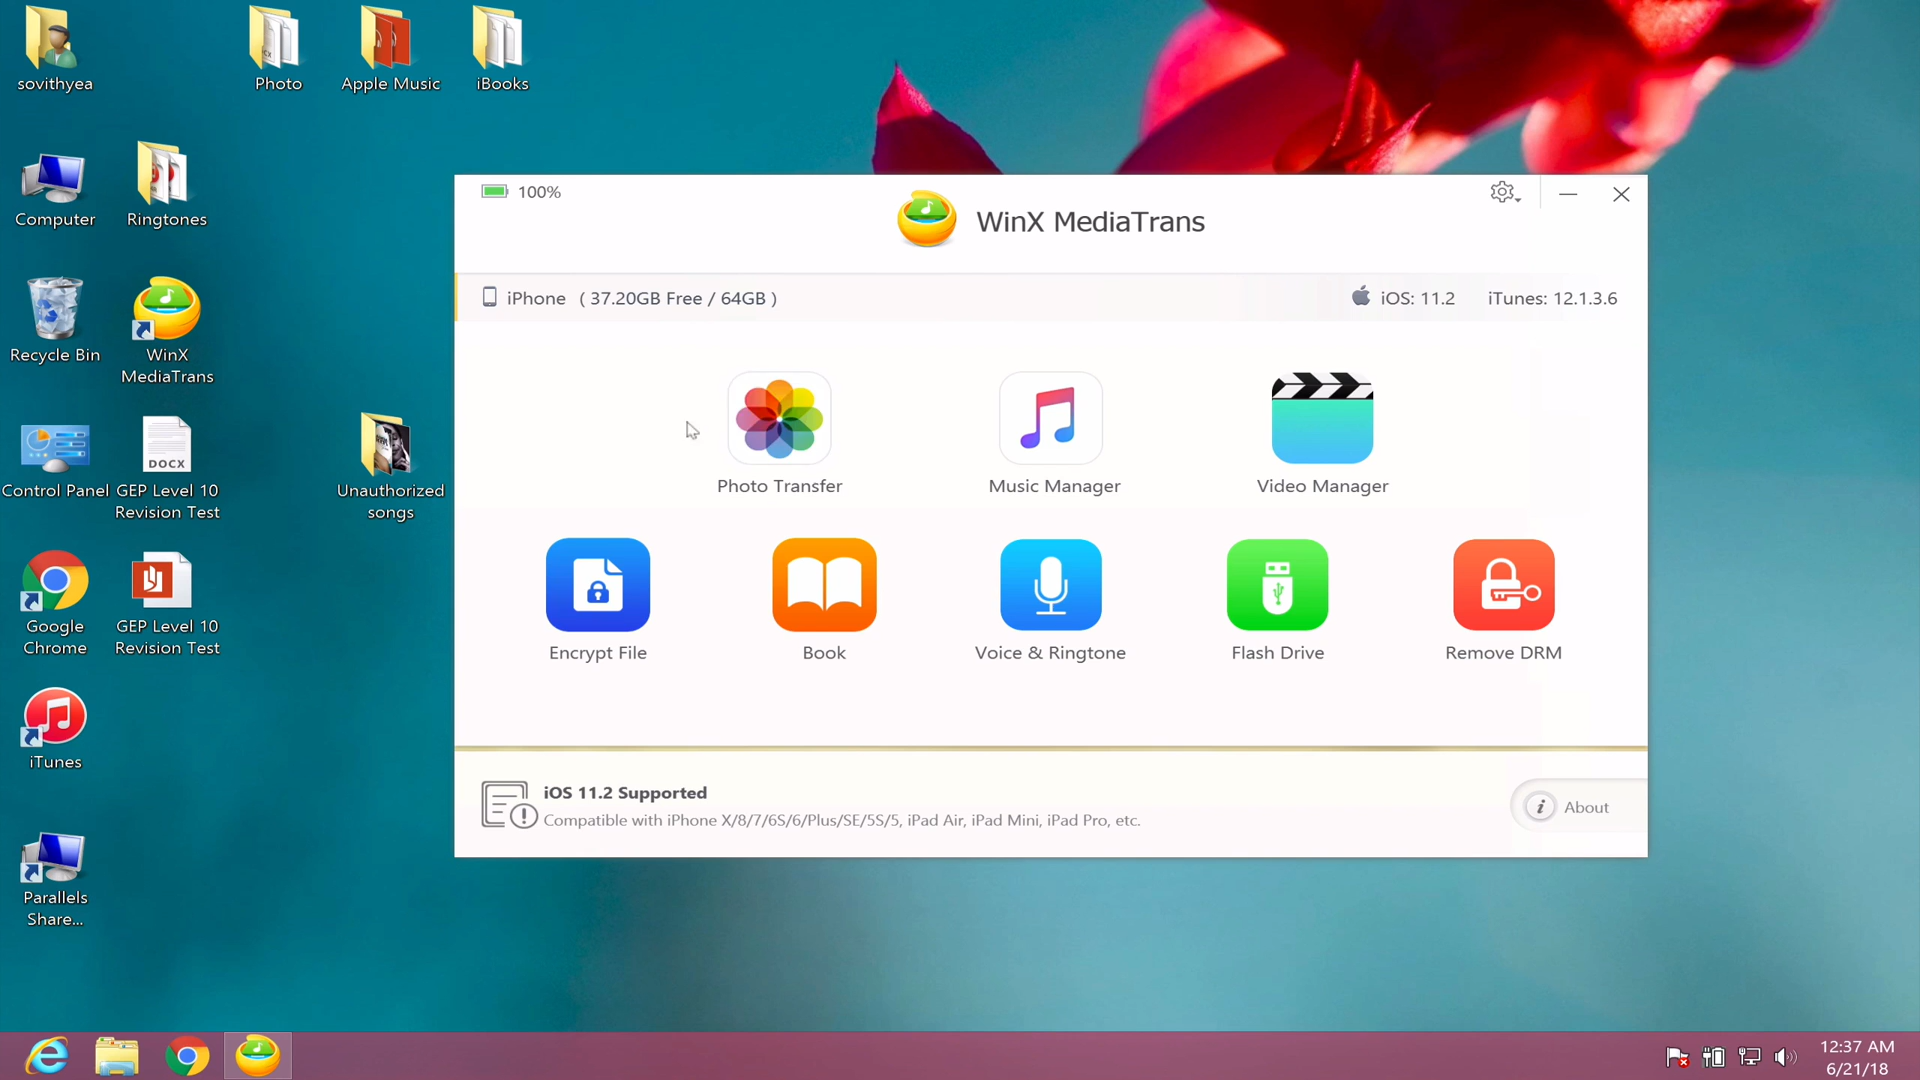 sovithyea
Photo
Apple Music
iBooks
Computer
Ringtones
Recycle Bin
WinX
MediaTrans
Control Panel
DOCX
GEP Level 10
Revision Test
Unauthorized
songs
Google
Chrome
GEP Level 10
Revision Test
iTunes
Parallels
Share...
100%
WinX MediaTrans
iPhone ( 37.20GB Free / 64GB )
iOS: 11.2
iTunes: 12.1.3.6
Photo Transfer
Music Manager
Video Manager
Encrypt File
Book
Voice & Ringtone
Flash Drive
Remove DRM
iOS 11.2 Supported
Compatible with iPhone X/8/7/6S/6/Plus/SE/5S/5, iPad Air, iPad Mini, iPad Pro, etc.
i About
12:37 AM
6/21/18